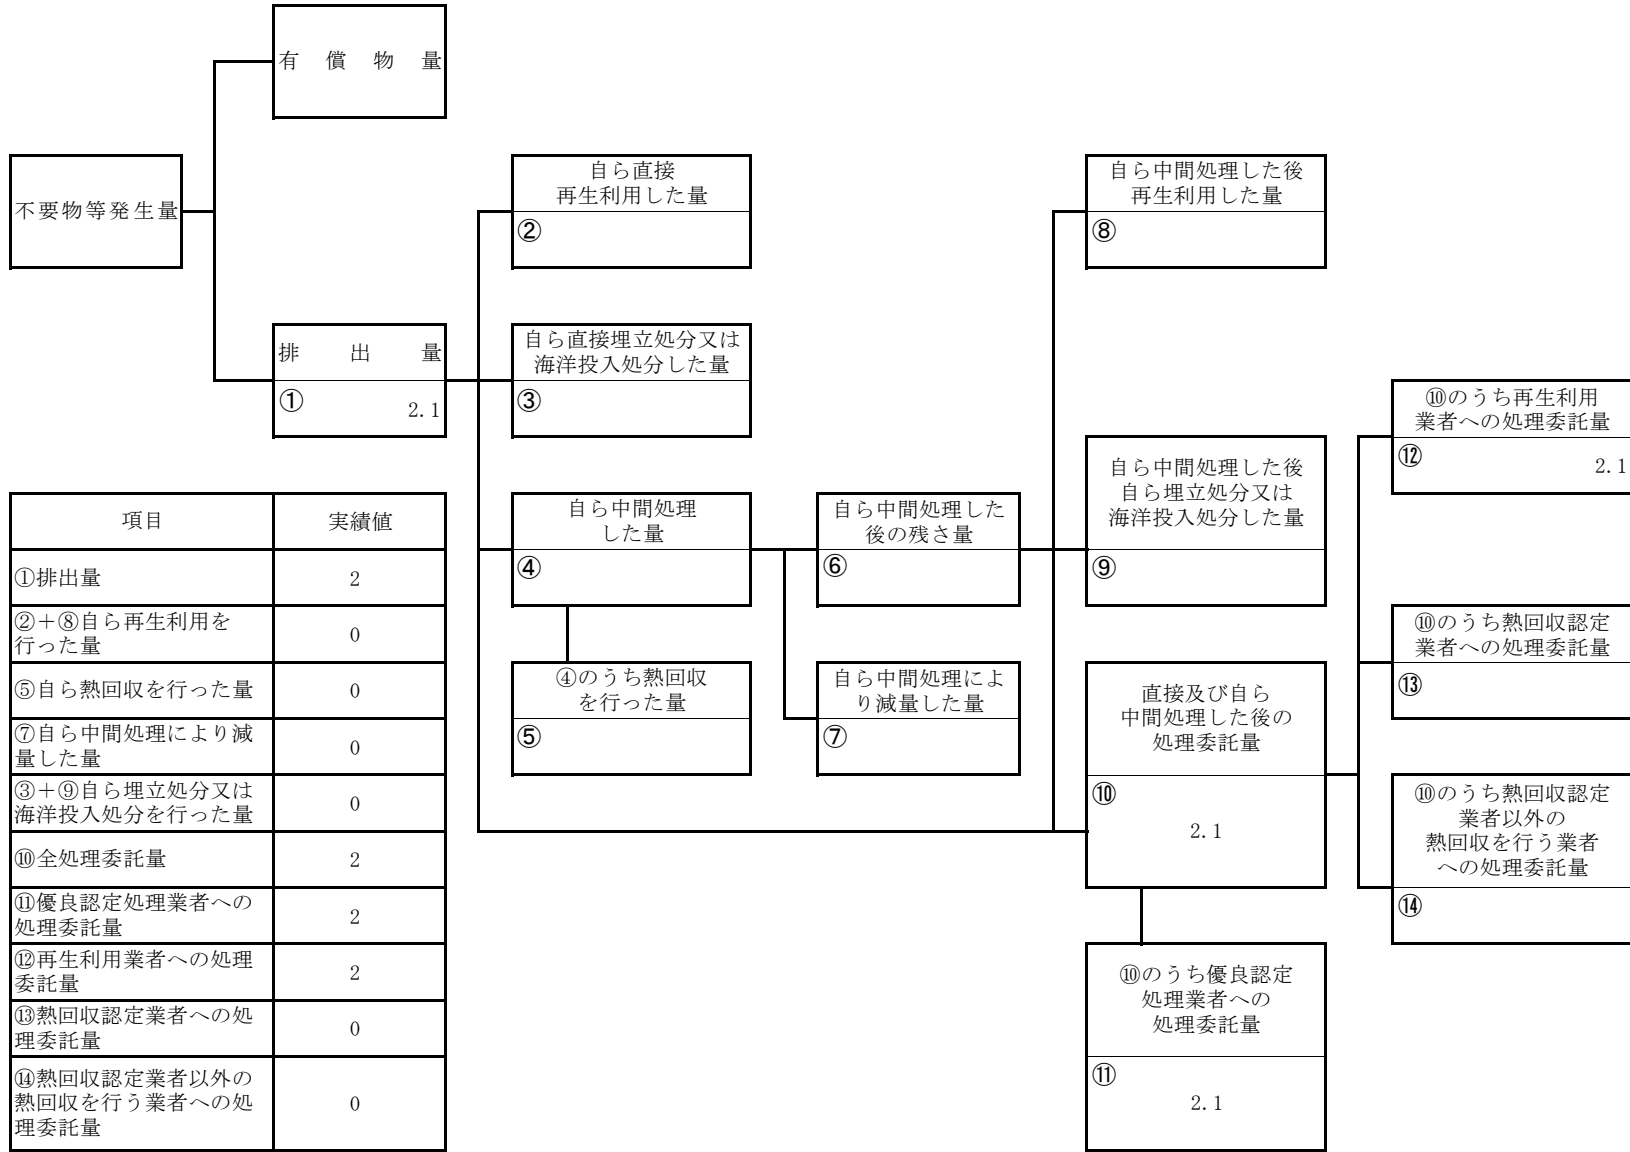 有償物量
不要物等発生量
自ら直接
再生利用した量
②
自ら中間処理した後
再生利用した量
⑧
排出量
①
2.1
自ら直接埋立処分又は
海洋投入処分した量
③
⑩のうち再生利用
業者への処理委託量
⑫
2.1
自ら中間処理
した量
④
自ら中間処理した
後の残さ量
⑥
自ら中間処理した後
自ら埋立処分又は
海洋投入処分した量
⑨
⑩のうち熱回収認定
業者への処理委託量
⑬
④のうち熱回収
を行った量
⑤
自ら中間処理によ
り減量した量
⑦
直接及び自ら
中間処理した後の
処理委託量
⑩
2.1
⑩のうち熱回収認定
業者以外の
熱回収を行う業者
への処理委託量
⑭
⑩のうち優良認定
処理業者への
処理委託量
⑪
2.1
項目
実績値
①排出量
2
②+⑧自ら再生利用を
行った量
0
⑤自ら熱回収を行った量
0
⑦自ら中間処理により減
量した量
0
③+⑨自ら埋立処分又は
海洋投入処分を行った量
0
⑩全処理委託量
2
⑪優良認定処理業者への
処理委託量
2
⑫再生利用業者への処理
委託量
2
⑬熱回収認定業者への処
理委託量
0
⑭熱回収認定業者以外の
熱回収を行う業者への処
理委託量
0